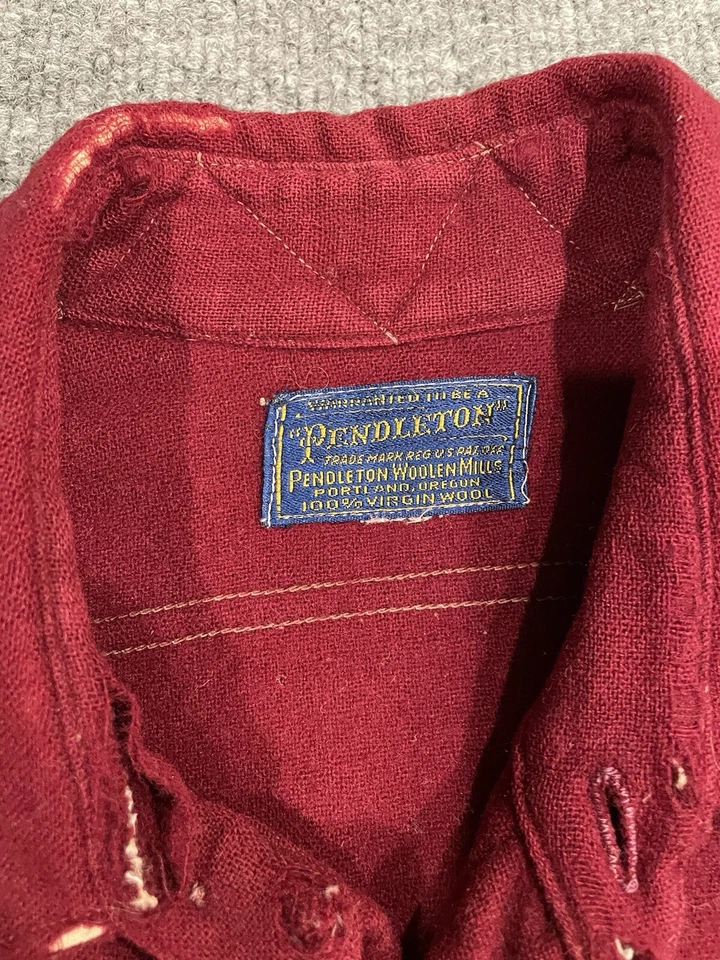 WARRANTED TO BE A
"PENDLETON"
TRADE MARK REG. U.S. PAT. OFF.
PENDLETON WOOLEN MILLS
PORTLAND, OREGON
100% VIRGIN WOOL